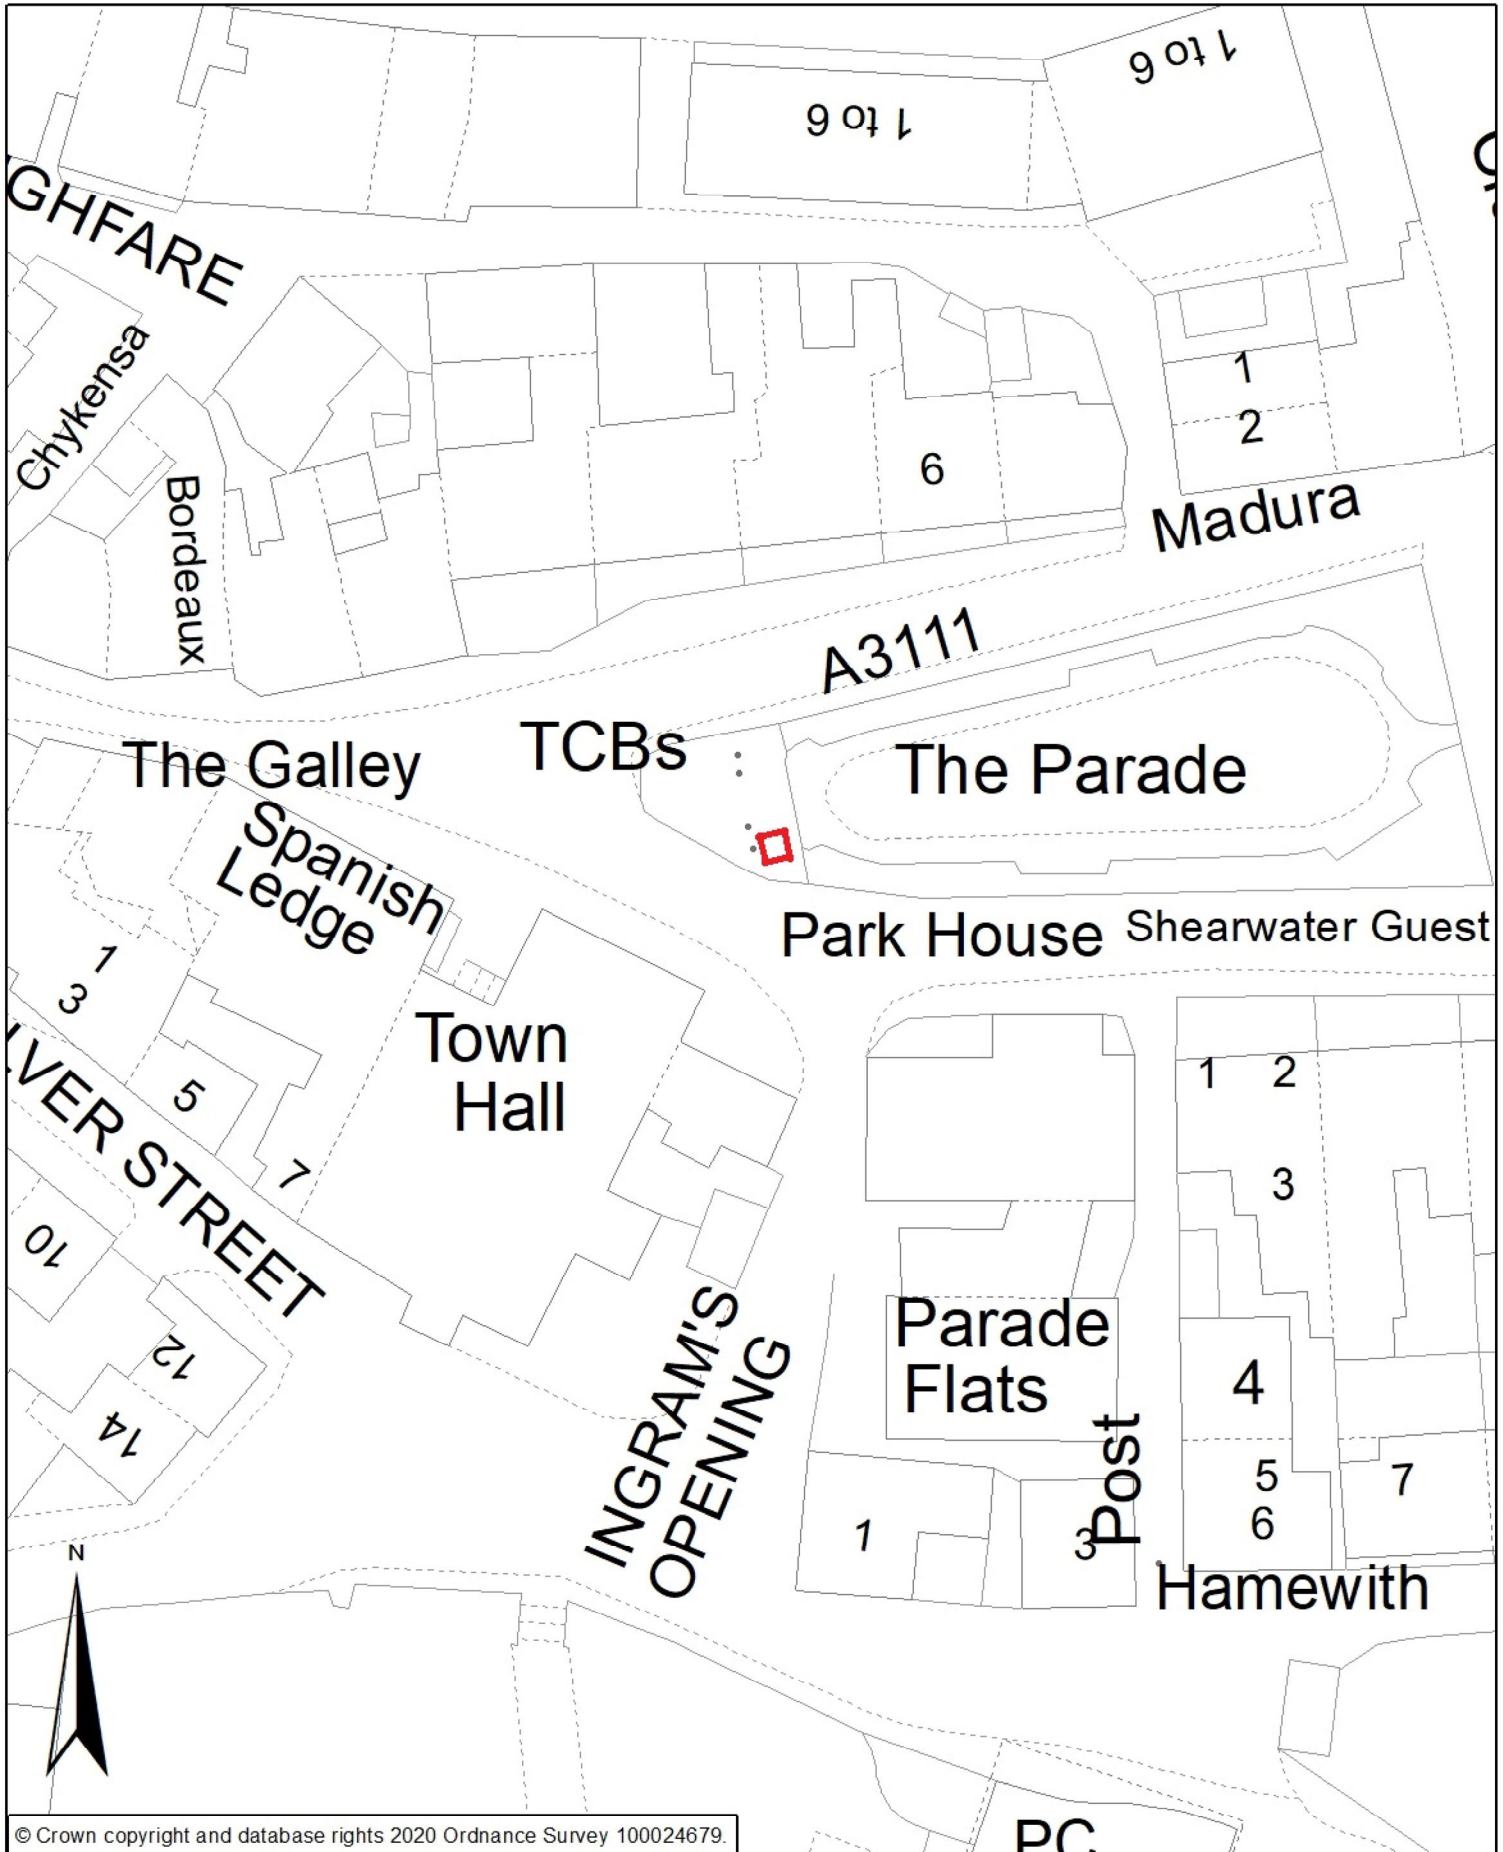 1 to 6
1 to 6
GHFARE
Chykensa
Bordeaux
1
2
6
Madura
A3111
TCBs
The Galley
The Parade
Spanish
Ledge
Park House
Shearwater Guest
1
3
5
7
Town
Hall
1
2
3
LVER STREET
10
12
14
INGRAM'S
OPENING
Parade
Flats
4
Post
5
6
7
1
3
Hamewith
N
PC
© Crown copyright and database rights 2020 Ordnance Survey 100024679.